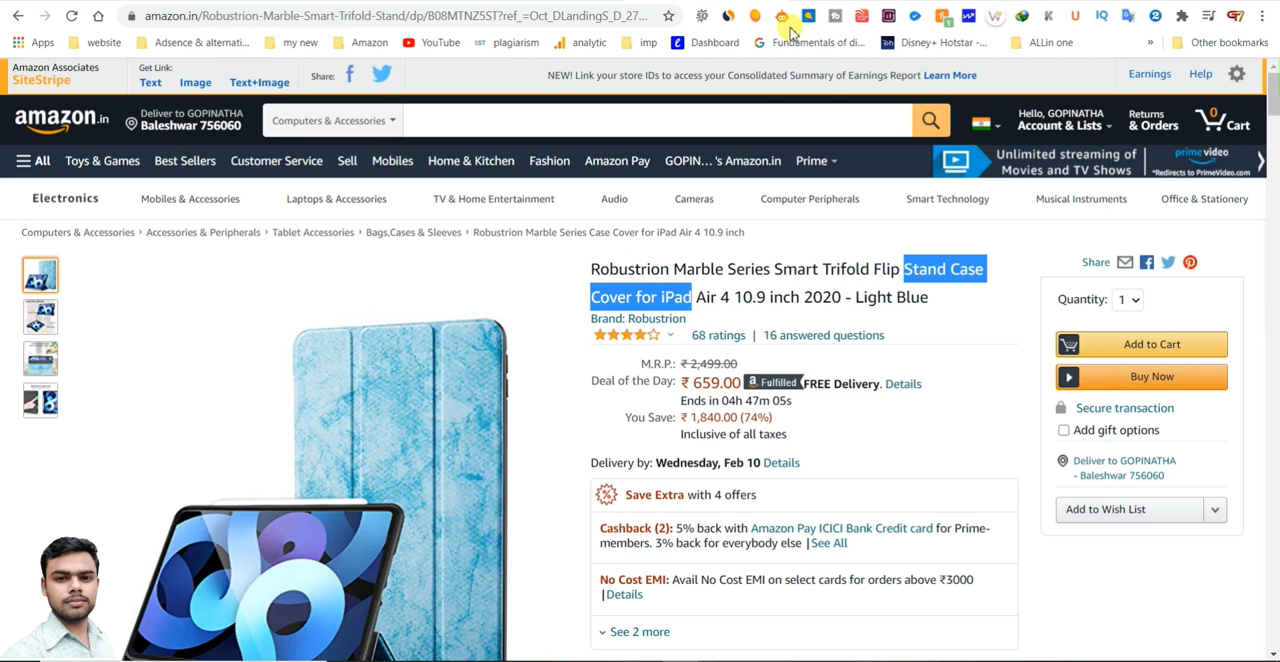 amazon.in/Robustrion-Marble-Smart-Trifold-Stand/dp/B08MTNZ5ST?ref_=Oct_DLandingS_D_27...
Apps website Adsence & alternati... my new Amazon YouTube SST plagiarism analytic imp Dashboard Fundamentals of di... Disney+ Hotstar -... ALLin one » Other bookmarks
Amazon Associates
SiteStripe
Get Link:
Text Image Text+Image
Share:
NEW! Link your store IDs to access your Consolidated Summary of Earnings Report Learn More
Earnings Help
amazon.in
Deliver to GOPINATHA
Baleshwar 756060
Computers & Accessories
Hello, GOPINATHA
Account & Lists
Returns
& Orders
0
Cart
All Toys & Games Best Sellers Customer Service Sell Mobiles Home & Kitchen Fashion Amazon Pay GOPIN... 's Amazon.in Prime
Unlimited streaming of
Movies and TV Shows
prime video
*Redirects to PrimeVideo.com
Electronics Mobiles & Accessories Laptops & Accessories TV & Home Entertainment Audio Cameras Computer Peripherals Smart Technology Musical Instruments Office & Stationery
Computers & Accessories › Accessories & Peripherals › Tablet Accessories › Bags,Cases & Sleeves › Robustrion Marble Series Case Cover for iPad Air 4 10.9 inch
Robustrion Marble Series Smart Trifold Flip Stand Case
Cover for iPad Air 4 10.9 inch 2020 - Light Blue
Brand: Robustrion
68 ratings | 16 answered questions
M.R.P.: ₹ 2,499.00
Deal of the Day: ₹ 659.00 a Fulfilled FREE Delivery. Details
Ends in 04h 47m 05s
You Save: ₹ 1,840.00 (74%)
Inclusive of all taxes
Delivery by: Wednesday, Feb 10 Details
Save Extra with 4 offers
Cashback (2): 5% back with Amazon Pay ICICI Bank Credit card for Prime-
members. 3% back for everybody else | See All
No Cost EMI: Avail No Cost EMI on select cards for orders above ₹3000
| Details
See 2 more
Share
Quantity: 1
Add to Cart
Buy Now
Secure transaction
Add gift options
Deliver to GOPINATHA
- Baleshwar 756060
Add to Wish List